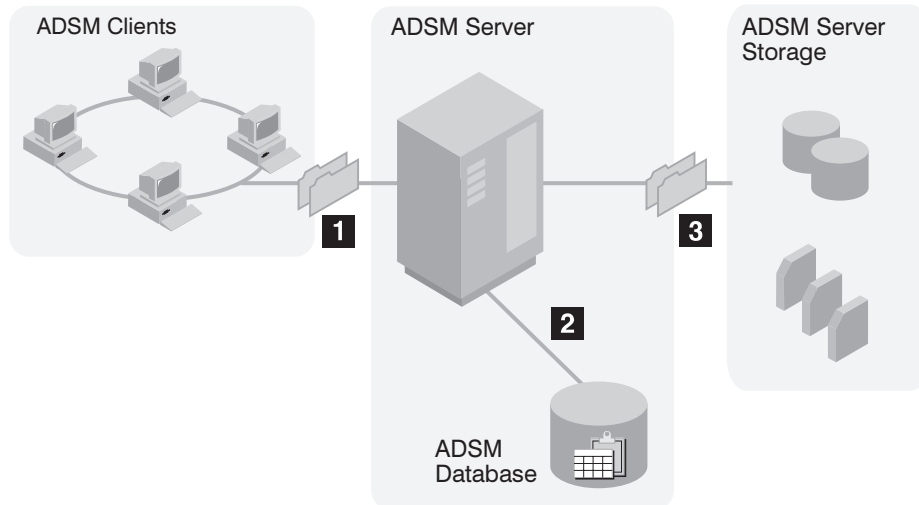 ADSM Clients
ADSM Server
ADSM Server
Storage
1
3
2
ADSM
Database